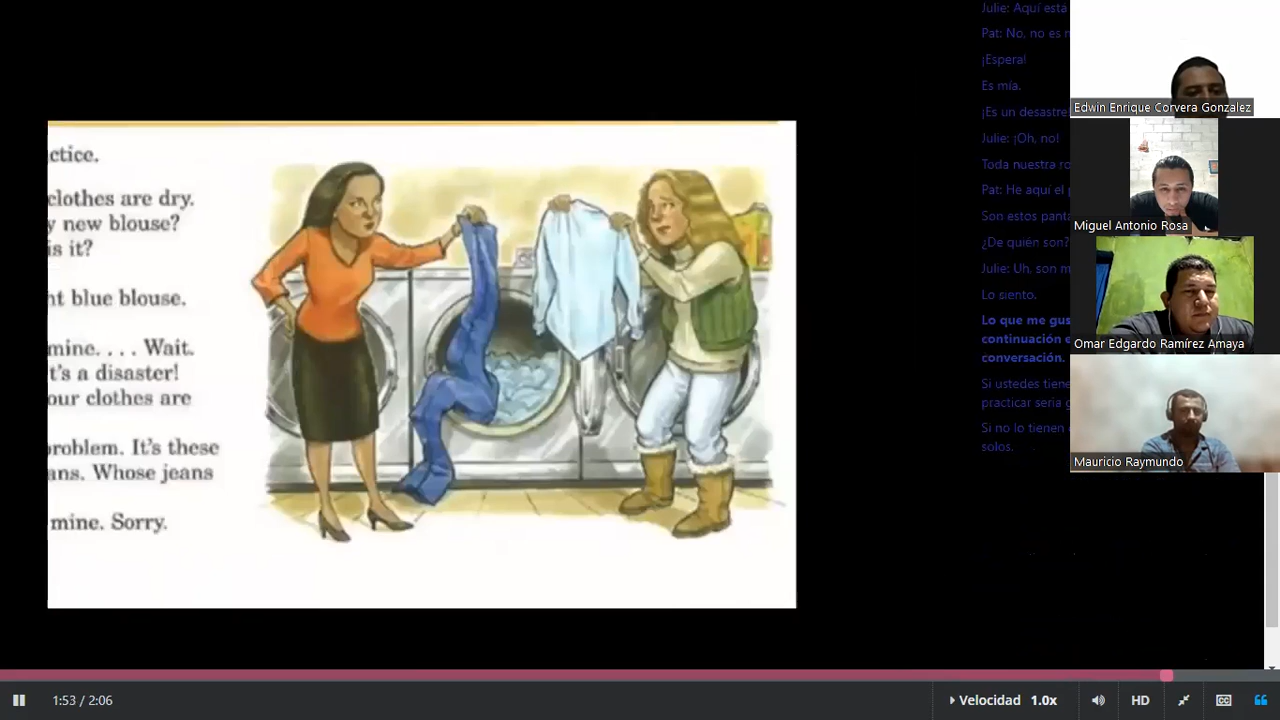 ctice.
clothes are dry.
y new blouse?
is it?
ht blue blouse.
mine. . . . Wait.
t's a disaster!
our clothes are
roblem. It's these
ans. Whose jeans
mine. Sorry.
Julie: Aquí está
Pat: No, no es m
¡Espera!
Es mía.
¡Es un desastre
Julie: ¡Oh, no!
Toda nuestra ro
Pat: He aquí el p
Son estos panta
¿De quién son?
Julie: Uh, son m
Lo siento.
Lo que me gus
continuación e
conversación.
Si ustedes tiene
practicar seria g
Si no lo tienen
solos.
Edwin Enrique Corvera Gonzalez
Miguel Antonio Rosa
Omar Edgardo Ramírez Amaya
Mauricio Raymundo
1:53 / 2:06
Velocidad 1.0x
HD
CC